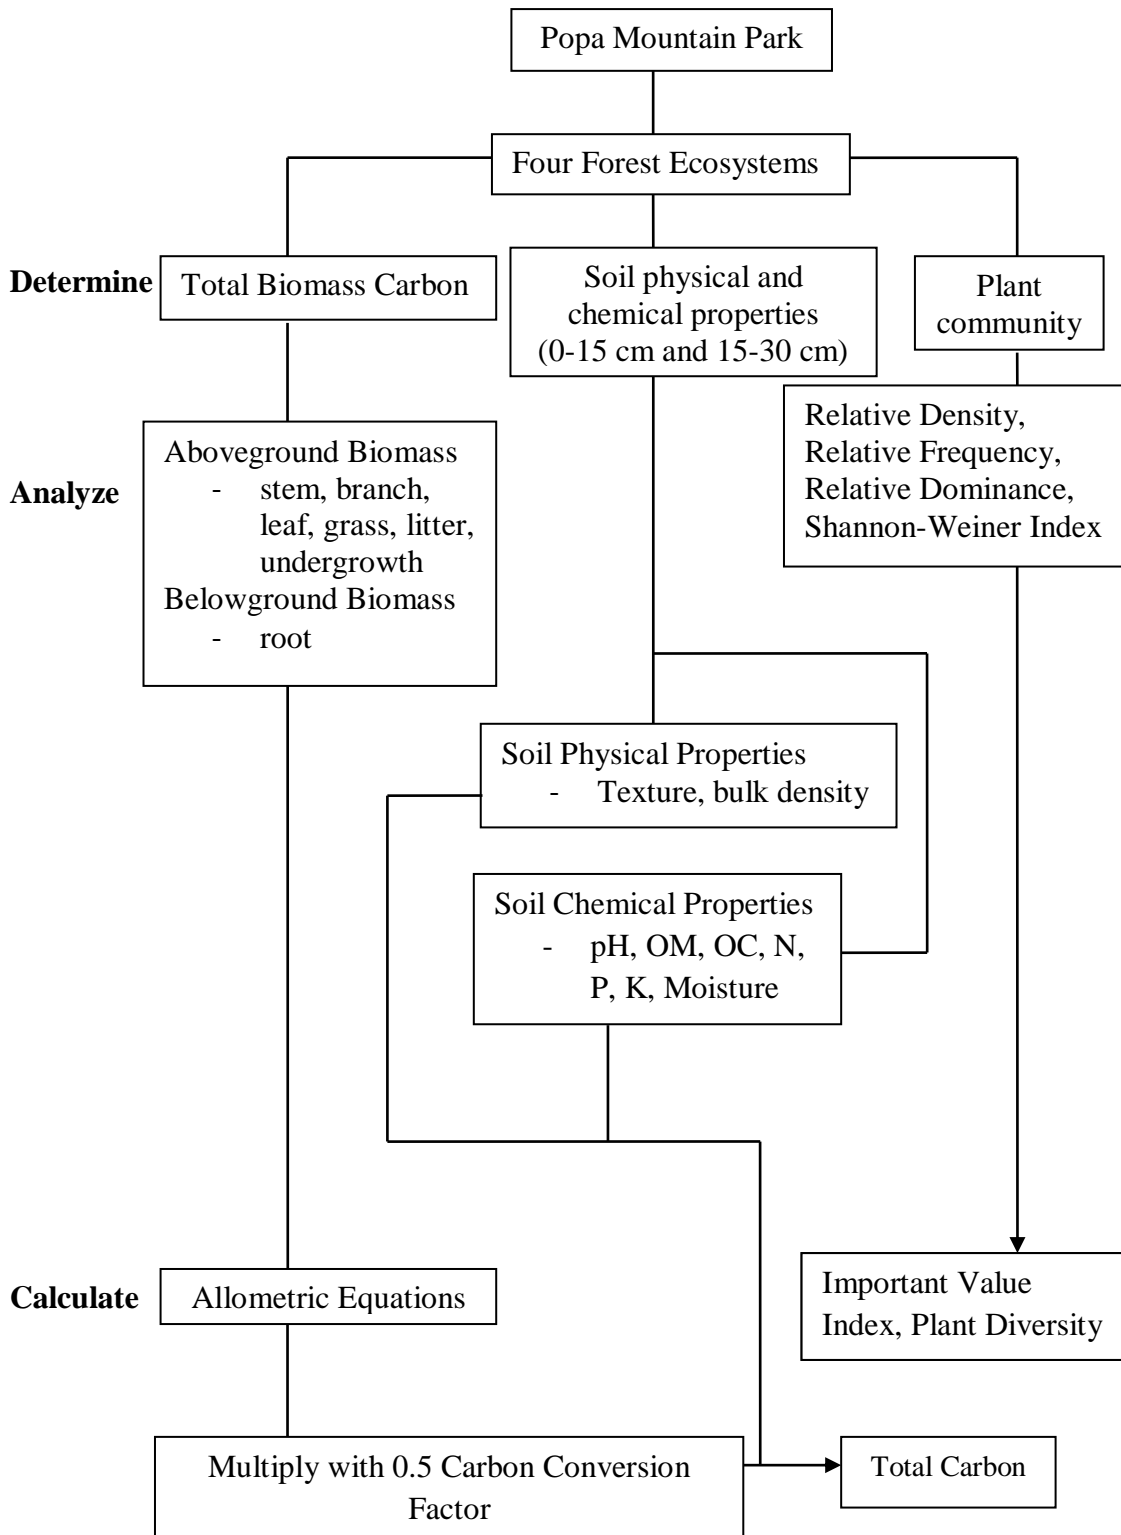 Popa Mountain Park
Four Forest Ecosystems
Determine
Total Biomass Carbon
Soil physical and
chemical properties
(0-15 cm and 15-30 cm)
Plant
community
Analyze
Aboveground Biomass
- stem, branch,
leaf, grass, litter,
undergrowth
Belowground Biomass
- root
Relative Density,
Relative Frequency,
Relative Dominance,
Shannon-Weiner Index
Soil Physical Properties
- Texture, bulk density
Soil Chemical Properties
- pH, OM, OC, N,
P, K, Moisture
Calculate
Allometric Equations
Important Value
Index, Plant Diversity
Multiply with 0.5 Carbon Conversion
Factor
Total Carbon